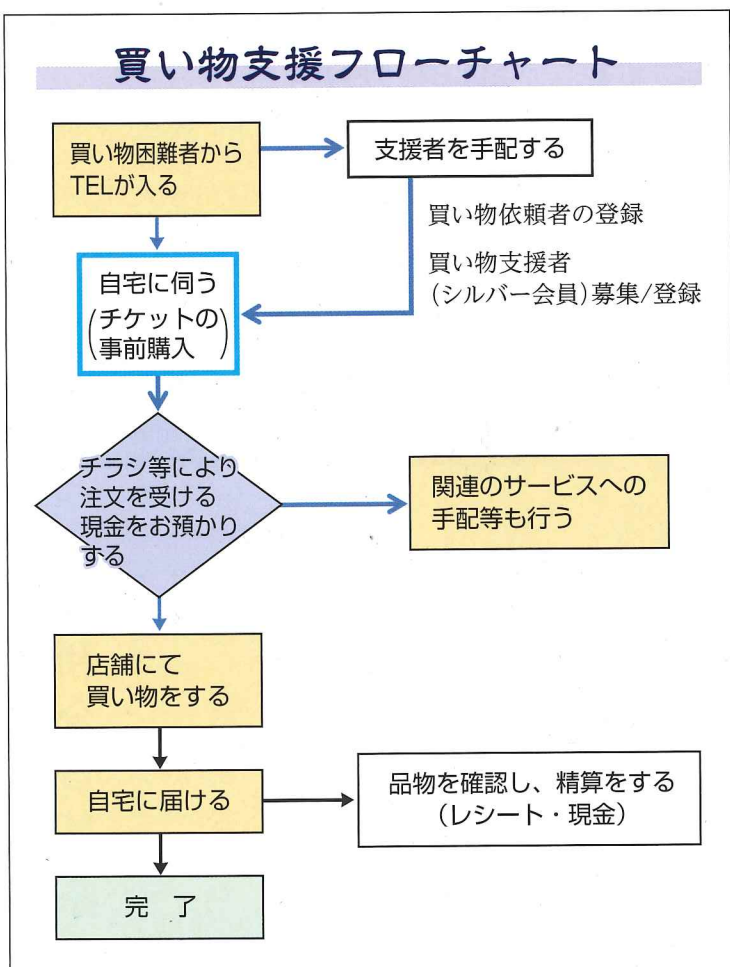 買い物支援フローチャート
買い物困難者から
TELが入る
支援者を手配する
買い物依頼者の登録
買い物支援者
(シルバー会員)募集/登録
自宅に伺う
(チケットの
事前購入)
チラシ等により
注文を受ける
現金をお預かり
する
関連のサービスへの
手配等も行う
店舗にて
買い物をする
自宅に届ける
品物を確認し、精算をする
(レシート・現金)
完 了